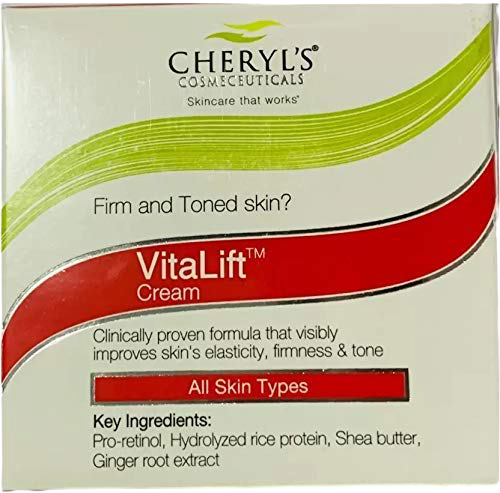 CHERYL'S®
COSMECEUTICALS
Skincare that works®
Firm and Toned skin?
VitaLift™
Cream
Clinically proven formula that visibly
improves skin's elasticity, firmness & tone
All Skin Types
Key Ingredients:
Pro-retinol, Hydrolyzed rice protein, Shea butter,
Ginger root extract